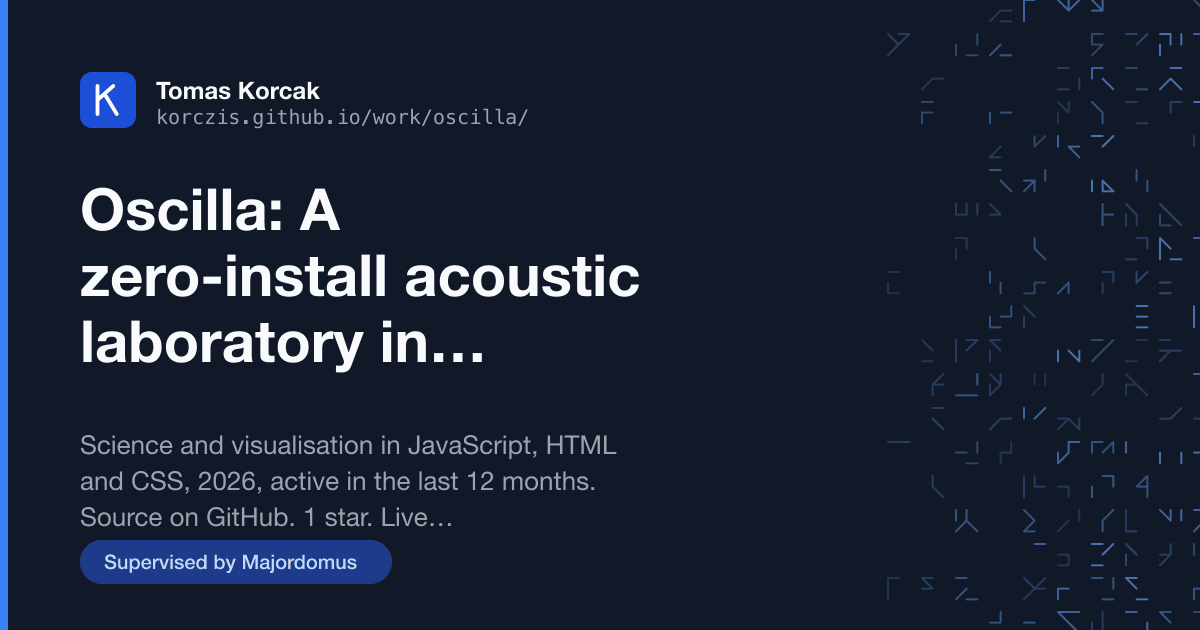 K
Tomas Korcak
korczis.github.io/work/oscilla/
Oscilla: A
zero-install acoustic
laboratory in…
Science and visualisation in JavaScript, HTML
and CSS, 2026, active in the last 12 months.
Source on GitHub. 1 star. Live…
Supervised by Majordomus